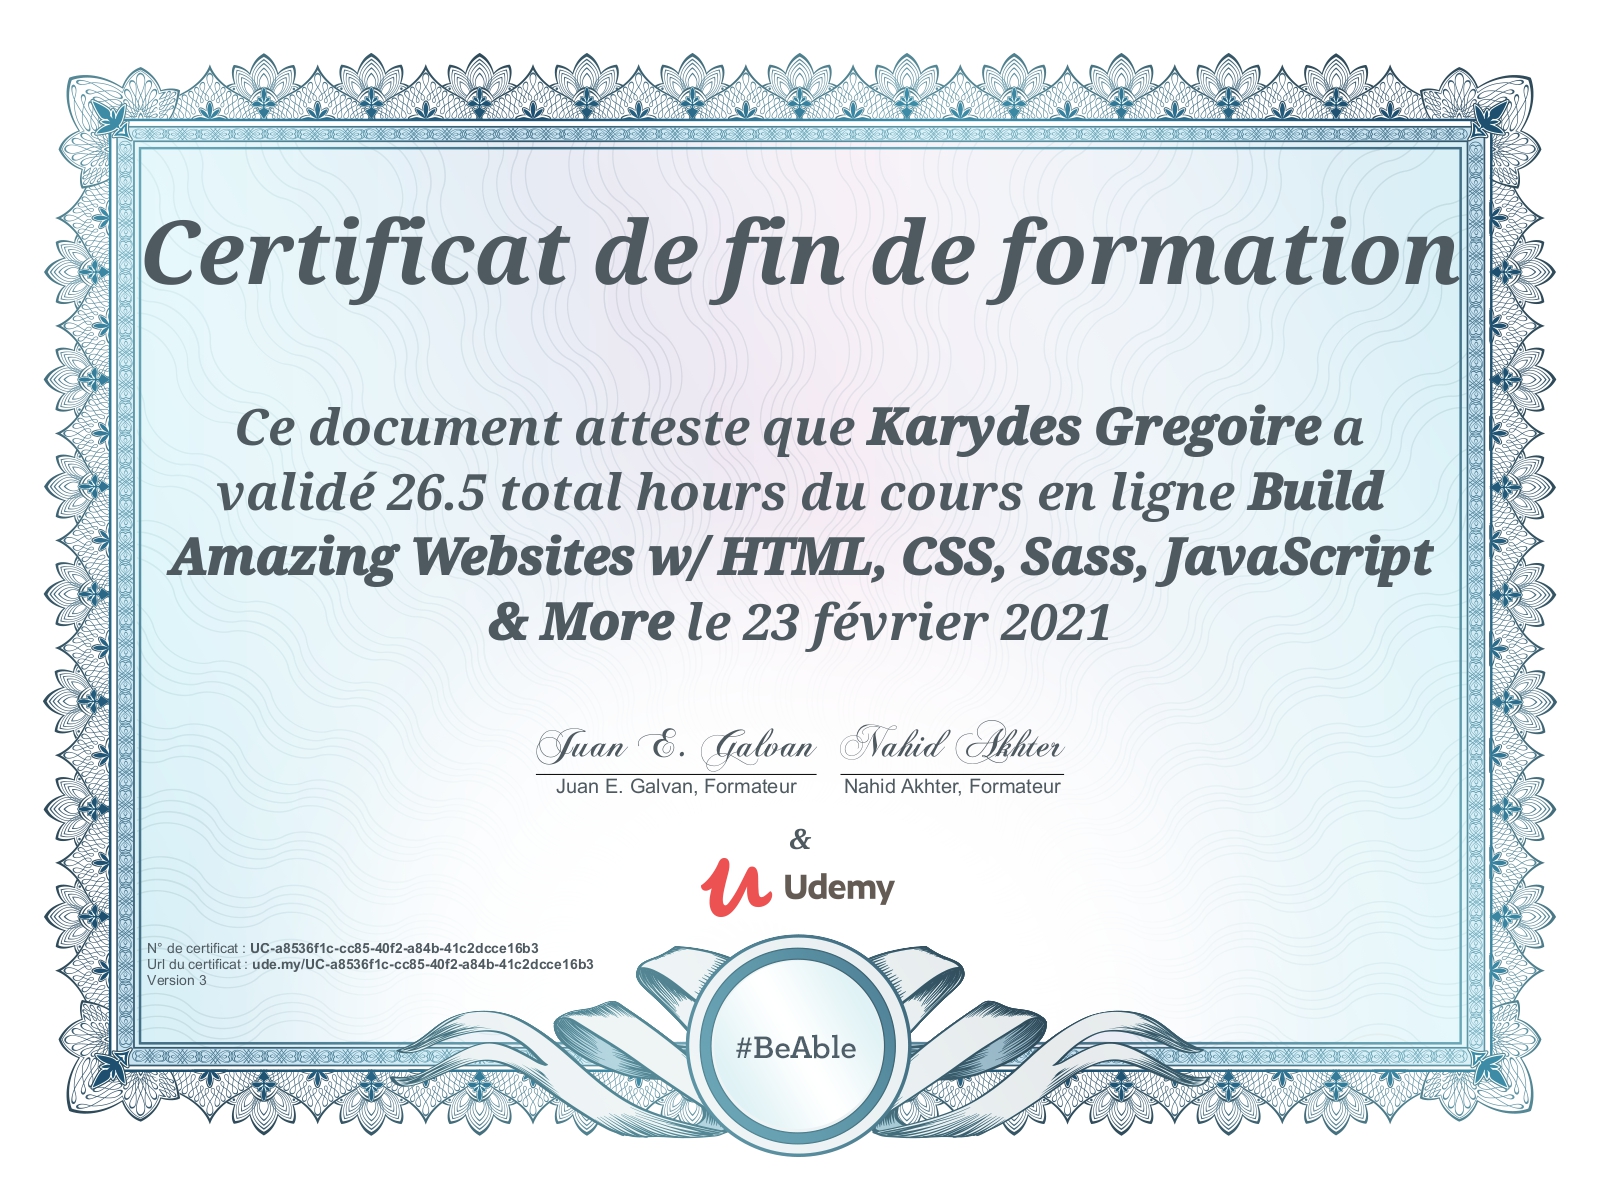 Certificat de fin de formation
Ce document atteste que Karydes Gregoire a
validé 26.5 total hours du cours en ligne Build
Amazing Websites w/ HTML, CSS, Sass, JavaScript
& More le 23 février 2021
Juan E. Galvan Nahid Akhter
Juan E. Galvan, Formateur Nahid Akhter, Formateur
&
Udemy
N° de certificat : UC-a8536f1c-cc85-40f2-a84b-41c2dcce16b3
Url du certificat : ude.my/UC-a8536f1c-cc85-40f2-a84b-41c2dcce16b3
Version 3
#BeAble